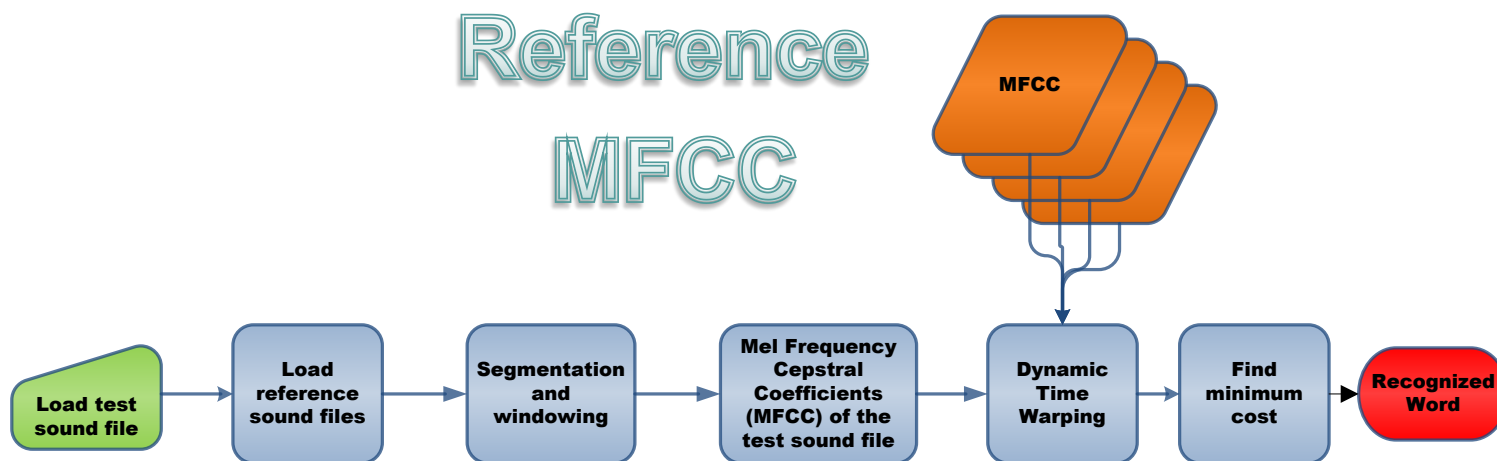 Reference
MFCC
MFCC
Load test
sound file
Load
reference
sound files
Segmentation
and
windowing
Mel Frequency
Cepstral
Coefficients
(MFCC) of the
test sound file
Dynamic
Time
Warping
Find
minimum
cost
Recognized
Word